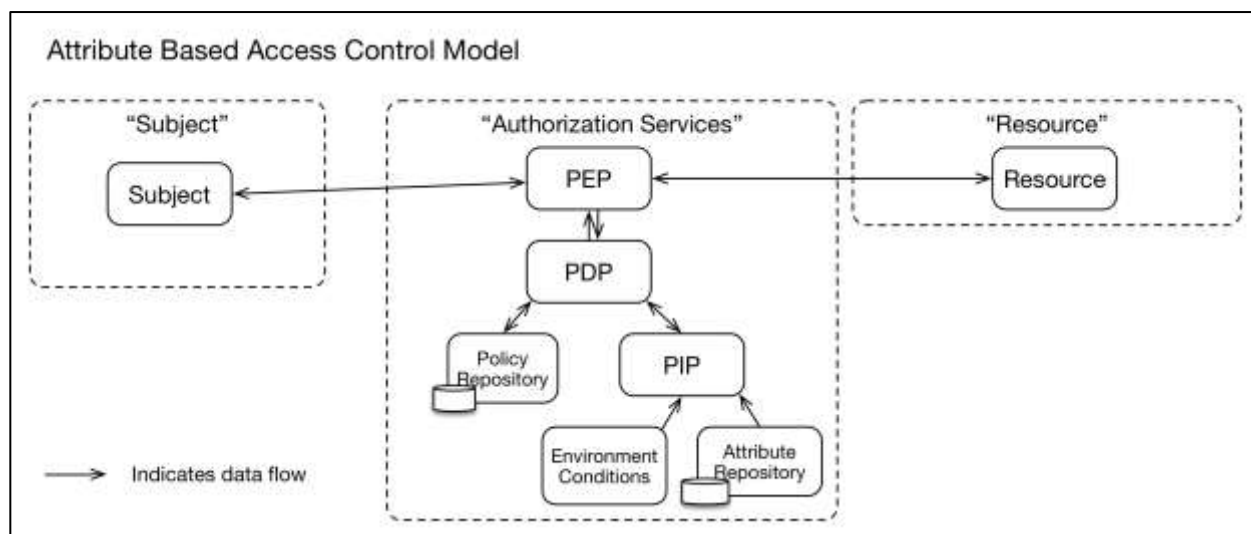 Attribute Based Access Control Model
“Subject”
“Authorization Services”
“Resource”
Subject
PEP
Resource
PDP
Policy
Repository
PIP
Environment
Conditions
Attribute
Repository
Indicates data flow